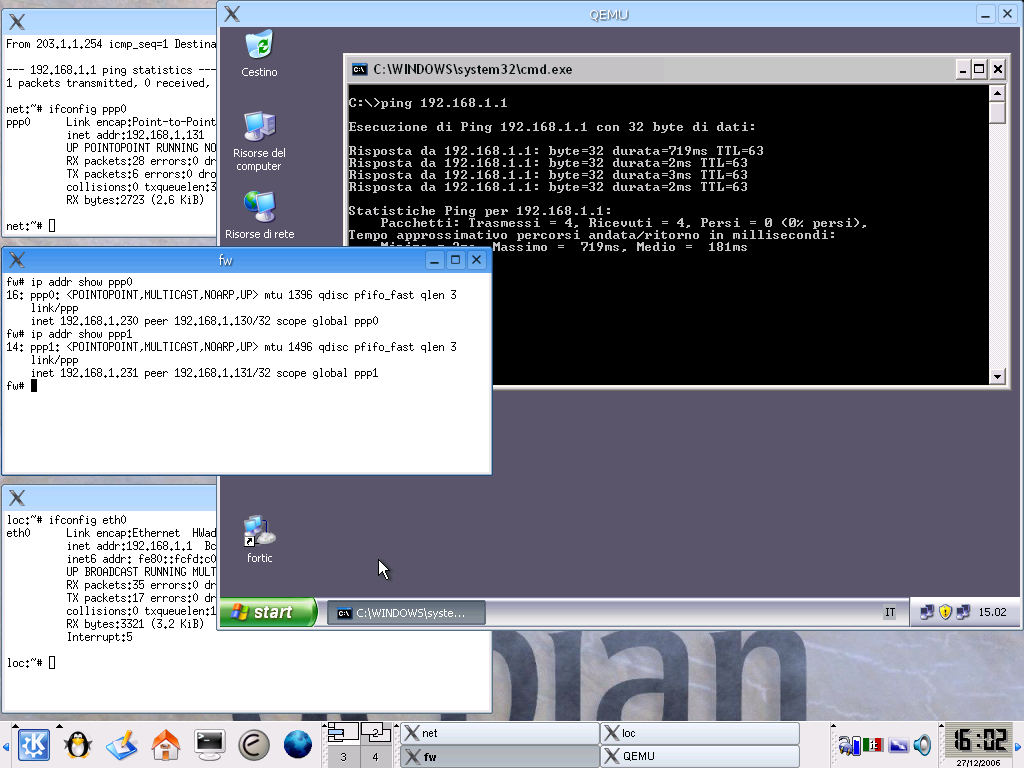 From 203.1.1.254 icmp_seq=1 Destina
--- 192.168.1.1 ping statistics ---
1 packets transmitted, 0 received,
net:~# ifconfig ppp0
ppp0 Link encap:Point-to-Point
inet addr:192.168.1.131
UP POINTOPOINT RUNNING NO
RX packets:28 errors:0 dro
TX packets:6 errors:0 drop
collisions:0 txqueuelen:3
RX bytes:2723 (2.6 KiB)
net:~#
QEMU
Cestino
Risorse del
computer
Risorse di rete
C:\WINDOWS\system32\cmd.exe
C:\>ping 192.168.1.1
Esecuzione di Ping 192.168.1.1 con 32 byte di dati:
Risposta da 192.168.1.1: byte=32 durata=719ms TTL=63
Risposta da 192.168.1.1: byte=32 durata=2ms TTL=63
Risposta da 192.168.1.1: byte=32 durata=3ms TTL=63
Risposta da 192.168.1.1: byte=32 durata=2ms TTL=63
Statistiche Ping per 192.168.1.1:
Pacchetti: Trasmessi = 4, Ricevuti = 4, Persi = 0 (0% persi),
Tempo approssimativo percorsi andata/ritorno in millisecondi:
Minimo = 2ms, Massimo = 719ms, Medio = 181ms
fw
fw# ip addr show ppp0
16: ppp0: <POINTOPOINT,MULTICAST,NOARP,UP> mtu 1396 qdisc pfifo_fast qlen 3
link/ppp
inet 192.168.1.230 peer 192.168.1.130/32 scope global ppp0
fw# ip addr show ppp1
14: ppp1: <POINTOPOINT,MULTICAST,NOARP,UP> mtu 1496 qdisc pfifo_fast qlen 3
link/ppp
inet 192.168.1.231 peer 192.168.1.131/32 scope global ppp1
fw#
loc:~# ifconfig eth0
eth0 Link encap:Ethernet HWad
inet addr:192.168.1.1 Bc
inet6 addr: fe80::fcfd:c0
UP BROADCAST RUNNING MULT
RX packets:35 errors:0 dr
TX packets:17 errors:0 dr
collisions:0 txqueuelen:1
RX bytes:3321 (3.2 KiB)
Interrupt:5
loc:~#
fortic
start
C:\WINDOWS\syste...
IT
15.02
2
3
4
net
loc
fw
QEMU
it
16:02
27/12/2006